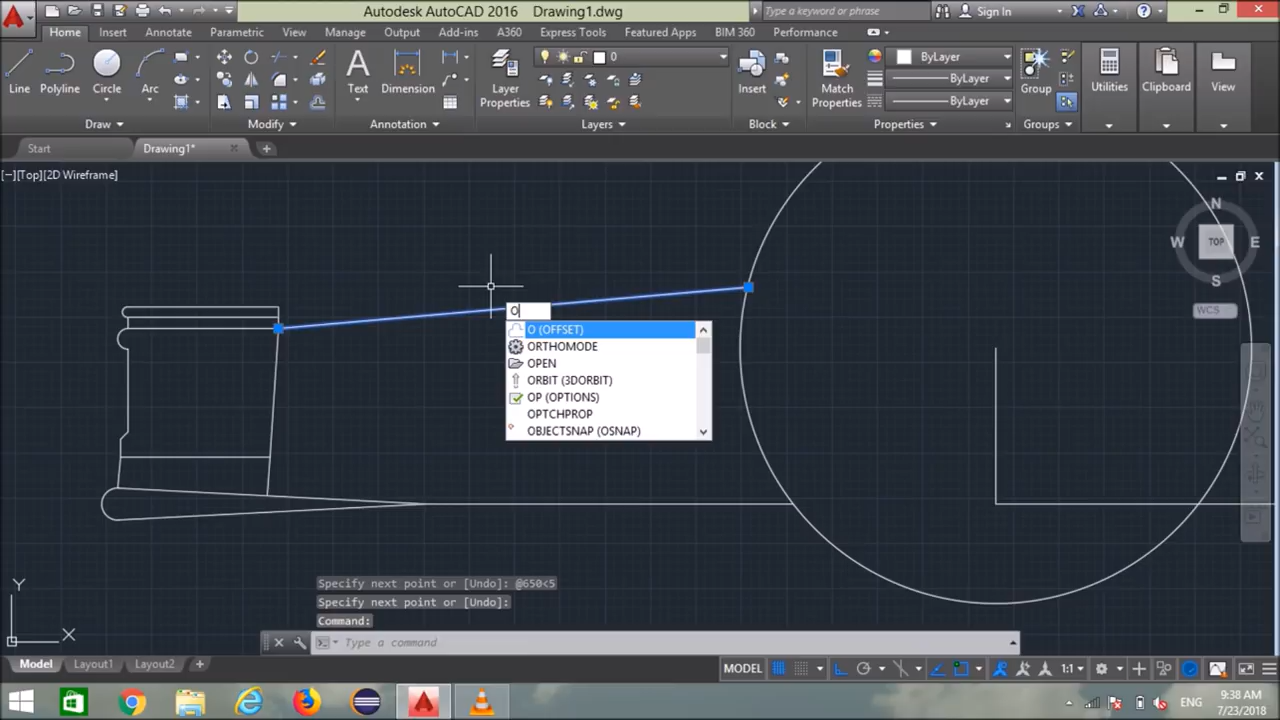 Autodesk AutoCAD 2016 Drawing1.dwg
Type a keyword or phrase
Sign In
Home Insert Annotate Parametric View Manage Output Add-ins A360 Express Tools Featured Apps BIM 360 Performance
0
ByLayer
ByLayer
ByLayer
Line Polyline Circle Arc Text Dimension Layer Properties Insert Match Properties Group Utilities Clipboard View
Draw Modify Annotation Layers Block Properties Groups
Start Drawing1*
[−][Top][2D Wireframe]
N
W TOP E
S
WCS
O
O (OFFSET)
ORTHOMODE
OPEN
ORBIT (3DORBIT)
OP (OPTIONS)
OPTCHPROP
OBJECTSNAP (OSNAP)
Specify next point or [Undo]: @650<5
Specify next point or [Undo]:
Command:
Type a command
Y
X
Model Layout1 Layout2
MODEL 1:1
ENG
9:38 AM
7/23/2018